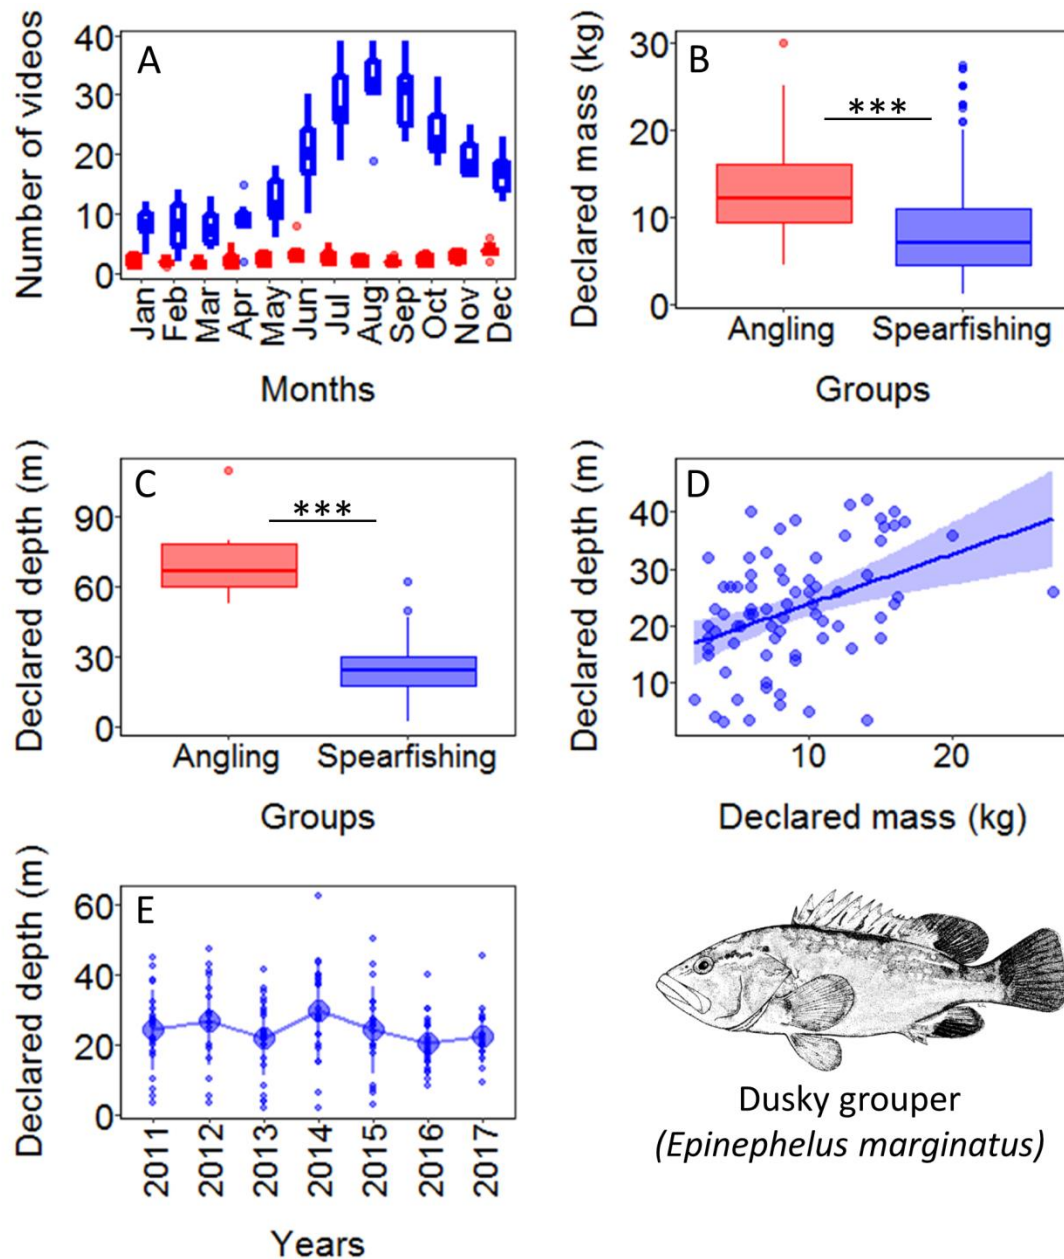 A
Number of videos
40
30
20
10
0
Jan
Feb
Mar
Apr
May
Jun
Jul
Aug
Sep
Oct
Nov
Dec
Months
B
***
Declared mass (kg)
30
20
10
0
Angling
Spearfishing
Groups
C
***
Declared depth (m)
90
60
30
0
Angling
Spearfishing
Groups
D
Declared depth (m)
40
30
20
10
10
20
Declared mass (kg)
E
Declared depth (m)
60
40
20
0
2011
2012
2013
2014
2015
2016
2017
Years
Dusky grouper
(Epinephelus marginatus)